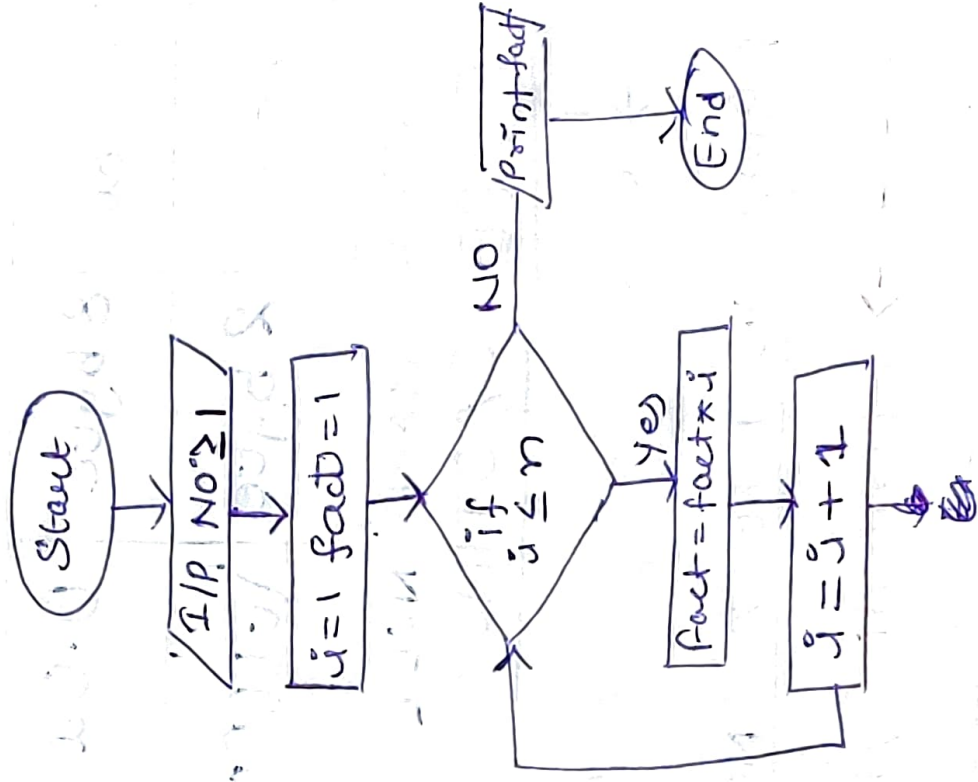 Start
I/P. NO ≥ 1
i=1 fact=1
if
i ≤ n
NO
Print fact
End
Yes
fact=fact*i
i=i+1